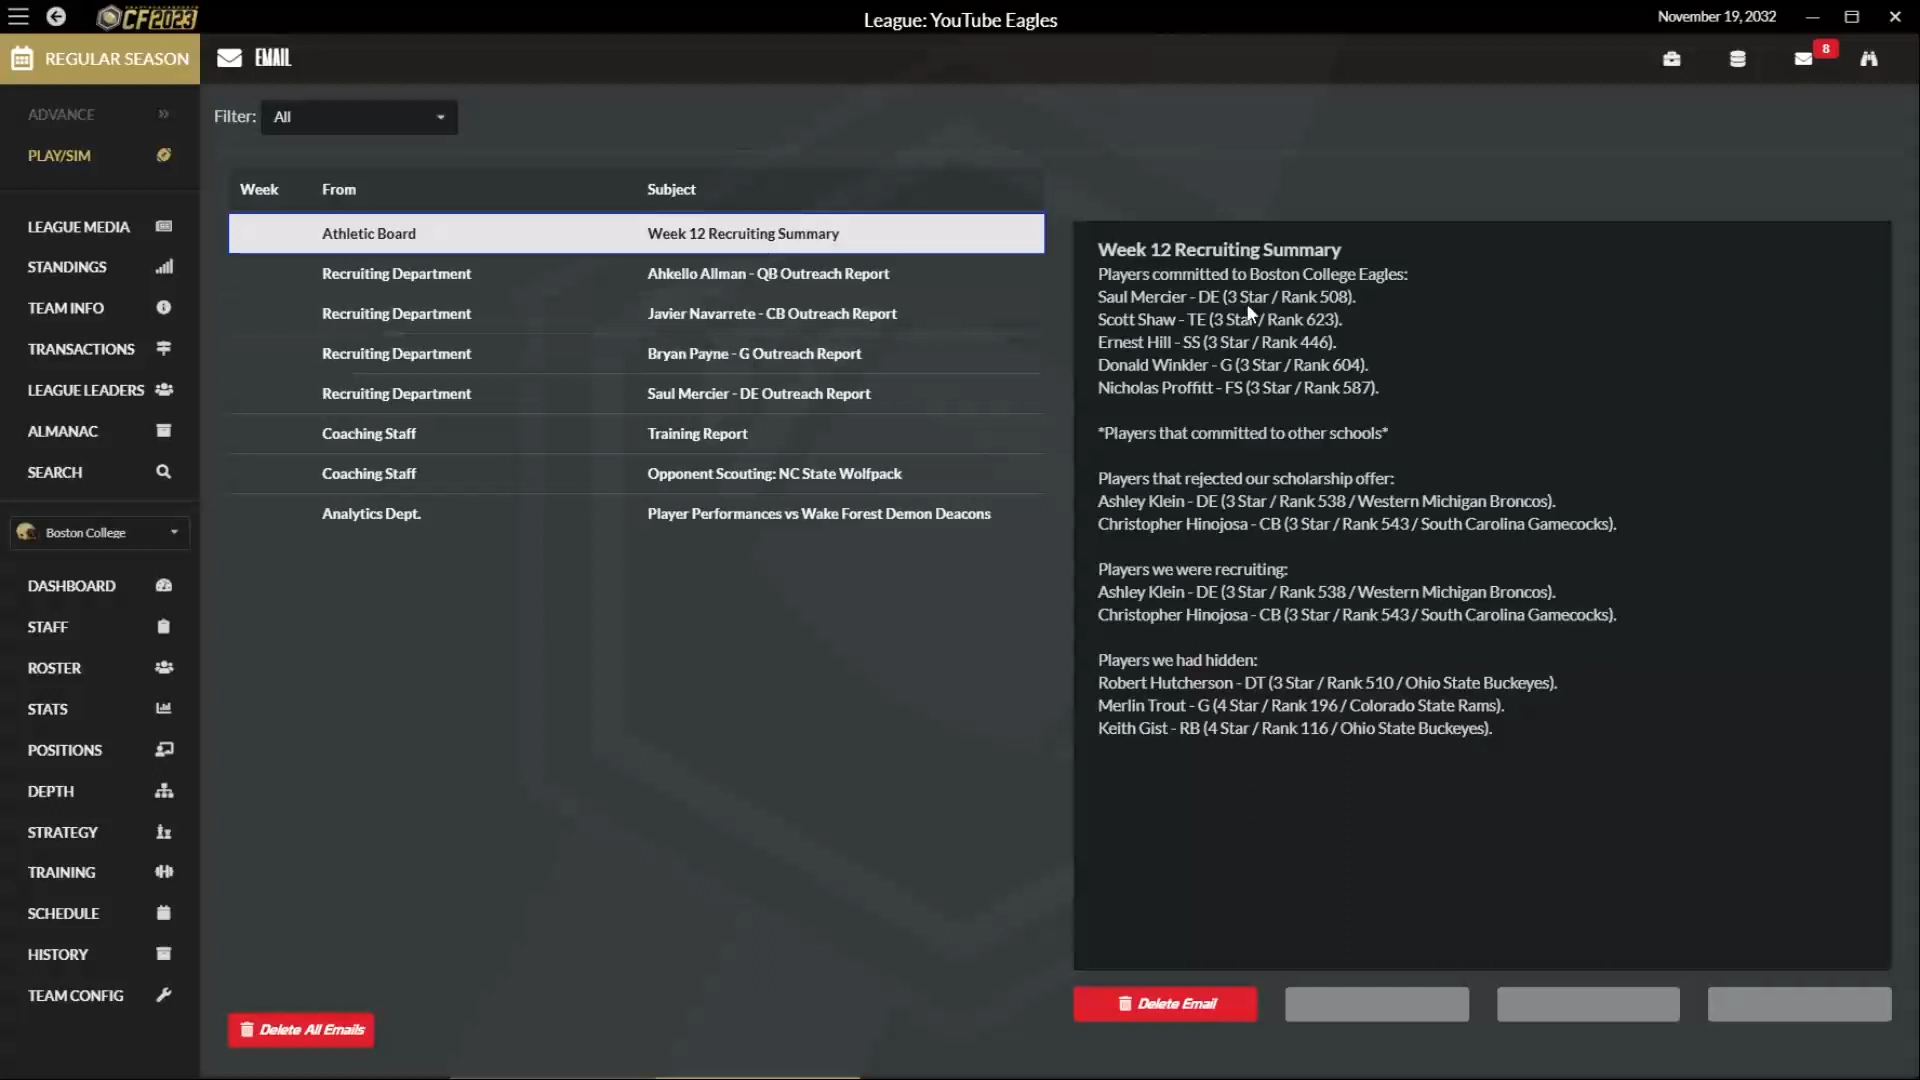 CF2023
League: YouTube Eagles
November 19, 2032
REGULAR SEASON
EMAIL
8
ADVANCE
PLAY/SIM
LEAGUE MEDIA
STANDINGS
TEAM INFO
TRANSACTIONS
LEAGUE LEADERS
ALMANAC
SEARCH
Boston College
DASHBOARD
STAFF
ROSTER
STATS
POSITIONS
DEPTH
STRATEGY
TRAINING
SCHEDULE
HISTORY
TEAM CONFIG
Filter: All
Week From Subject
Athletic Board Week 12 Recruiting Summary
Recruiting Department Ahkello Allman - QB Outreach Report
Recruiting Department Javier Navarrete - CB Outreach Report
Recruiting Department Bryan Payne - G Outreach Report
Recruiting Department Saul Mercier - DE Outreach Report
Coaching Staff Training Report
Coaching Staff Opponent Scouting: NC State Wolfpack
Analytics Dept. Player Performances vs Wake Forest Demon Deacons
Delete All Emails
Week 12 Recruiting Summary
Players committed to Boston College Eagles:
Saul Mercier - DE (3 Star / Rank 508).
Scott Shaw - TE (3 Star / Rank 623).
Ernest Hill - SS (3 Star / Rank 446).
Donald Winkler - G (3 Star / Rank 604).
Nicholas Proffitt - FS (3 Star / Rank 587).
*Players that committed to other schools*
Players that rejected our scholarship offer:
Ashley Klein - DE (3 Star / Rank 538 / Western Michigan Broncos).
Christopher Hinojosa - CB (3 Star / Rank 543 / South Carolina Gamecocks).
Players we were recruiting:
Ashley Klein - DE (3 Star / Rank 538 / Western Michigan Broncos).
Christopher Hinojosa - CB (3 Star / Rank 543 / South Carolina Gamecocks).
Players we had hidden:
Robert Hutcherson - DT (3 Star / Rank 510 / Ohio State Buckeyes).
Merlin Trout - G (4 Star / Rank 196 / Colorado State Rams).
Keith Gist - RB (4 Star / Rank 116 / Ohio State Buckeyes).
Delete Email